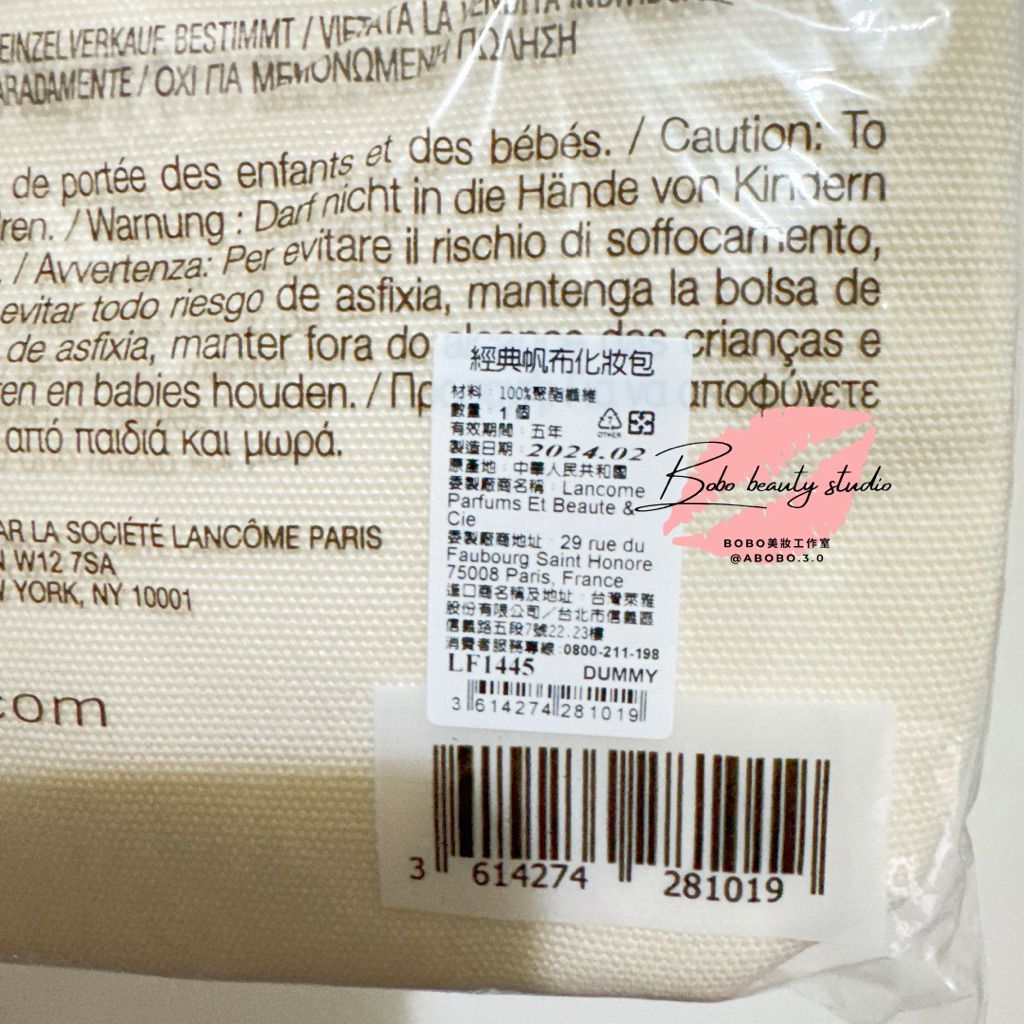 EINZELVERKAUF BESTIMMT / VIETATA LA VENDITA
ARADAMENTE / ΟΧΙ ΓΙΑ ΜΕΜΟΝΩΜΕΝΗ ΠΩΛΗΣΗ
de portée des enfants et des bébés. / Caution: To
ren. / Warnung : Darf nicht in die Hände von Kindern
. / Avvertenza: Per evitare il rischio di soffocamento,
evitar todo riesgo de asfixia, mantenga la bolsa de
de asfixia, manter fora do alcance das crianças e
ren en babies houden. / αποφύγετε
από παιδιά και μωρά.
AR LA SOCIÉTÉ LANCÔME PARIS
N W12 7SA
W YORK, NY 10001
com
經典帆布化妝包
材料：100%聚酯纖維
數量：1 個
有效期間：五年
OTHER
製造日期：2024.02
原產地：中華人民共和國
委製廠商名稱：Lancome
Parfums Et Beaute &
Cie
委製廠商地址：29 rue du
Faubourg Saint Honore
75008 Paris, France
進口商名稱及地址：台灣萊雅
股份有限公司／台北市信義區
信義路五段7號22.23樓
消費者服務專線:0800-211-198
LF1445 DUMMY
3 614274 281019
3 614274 281019
Bobo beauty studio
BOBO美妝工作室
@ABOBO.3.0